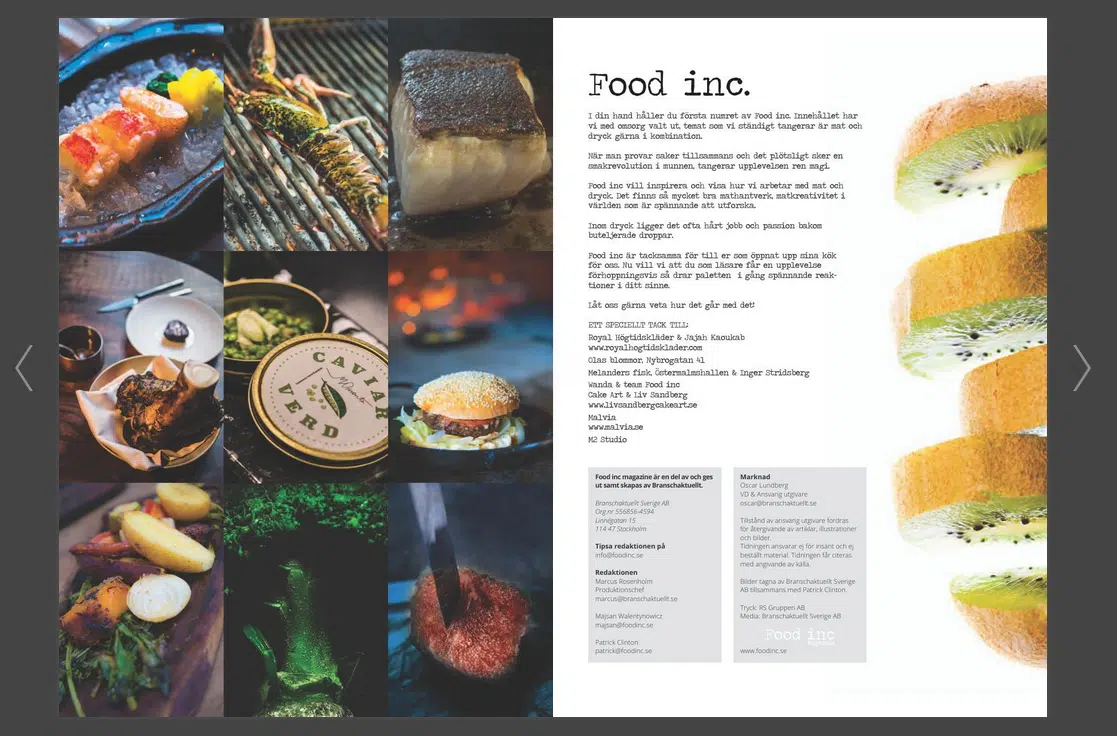 CAVIAR
VERD
Food inc.
I din hand håller du första numret av Food inc. Innehållet har
vi med omsorg valt ut, temat som vi ständigt tangerar är mat och
dryck gärna i kombination.
När man provar saker tillsammans och det plötsligt sker en
smakrevolution i munnen, tangerar upplevelsen ren magi.
Food inc vill inspirera och visa hur vi arbetar med mat och
dryck. Det finns så mycket bra mathantverk, matkreativitet i
världen som är spännande att utforska.
Inom dryck ligger det ofta hårt jobb och passion bakom
buteljerade droppar.
Food inc är tacksamma för till er som öppnat upp sina kök
för oss. Nu vill vi att du som läsare får en upplevelse
förhoppningsvis så drar paletten i gång spännande reak-
tioner i ditt sinne.
Låt oss gärna veta hur det går med det!
ETT SPECIELLT TACK TILL:
Royal Högtidskläder & Jajah Kaoukab
www.royalhogtidsklader.com
Olas blommor, Nybrogatan 41
Melanders fisk, Östermalmshallen & Inger Stridsberg
Wanda & team Food inc
Cake Art & Liv Sandberg
www.livsandbergcakeart.se
Malvia
www.malvia.se
M2 Studio
Food inc magazine är en del av och ges
ut samt skapas av Branschaktuellt.
Branschaktuellt Sverige AB
Org.nr 556856-4594
Linnégatan 15
114 47 Stockholm
Tipsa redaktionen på
info@foodinc.se
Redaktionen
Marcus Rosenholm
Produktionschef
marcus@branschaktuellt.se
Majsan Walentynowicz
majsan@foodinc.se
Patrick Clinton
patrick@foodinc.se
Marknad
Oscar Lundberg
VD & Ansvarig utgivare
oscar@branschaktuellt.se
Tillstånd av ansvarig utgivare fordras
för återgivande av artiklar, illustrationer
och bilder.
Tidningen ansvarar ej för insänt och ej
beställt material. Tidningen får citeras
med angivande av källa.
Bilder tagna av Branschaktuellt Sverige
AB tillsammans med Patrick Clinton.
Tryck: RS Gruppen AB
Media: Branschaktuellt Sverige AB
Food inc
www.foodinc.se